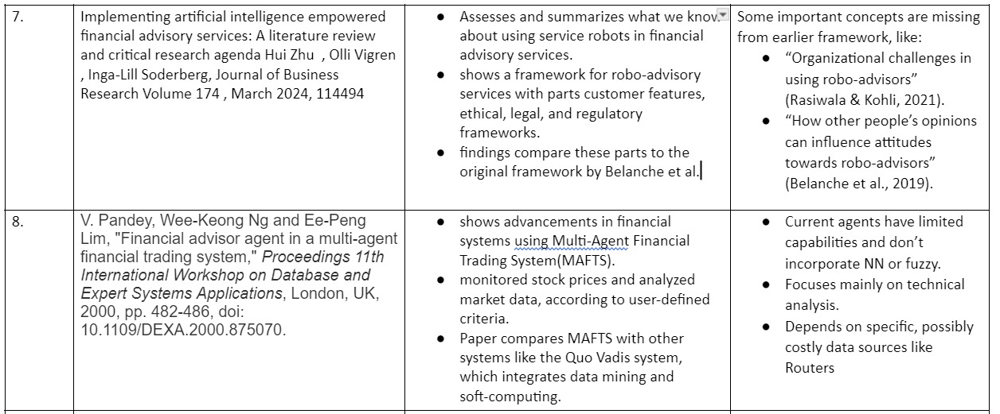 7.
Implementing artificial intelligence empowered
financial advisory services: A literature review
and critical research agenda Hui Zhu , Olli Vigren
, Inga-Lill Soderberg, Journal of Business
Research Volume 174 , March 2024, 114494
● Assesses and summarizes what we know
about using service robots in financial
advisory services.
● shows a framework for robo-advisory
services with parts customer features,
ethical, legal, and regulatory
frameworks.
● findings compare these parts to the
original framework by Belanche et al.
Some important concepts are missing
from earlier framework, like:
● “Organizational challenges in
using robo-advisors”
(Rasiwala & Kohli, 2021).
● “How other people’s opinions
can influence attitudes
towards robo-advisors”
(Belanche et al., 2019).
8.
V. Pandey, Wee-Keong Ng and Ee-Peng
Lim, "Financial advisor agent in a multi-agent
financial trading system," Proceedings 11th
International Workshop on Database and
Expert Systems Applications, London, UK,
2000, pp. 482-486, doi:
10.1109/DEXA.2000.875070.
● shows advancements in financial
systems using Multi-Agent Financial
Trading System(MAFTS).
● monitored stock prices and analyzed
market data, according to user-defined
criteria.
● Paper compares MAFTS with other
systems like the Quo Vadis system,
which integrates data mining and
soft-computing.
● Current agents have limited
capabilities and don’t
incorporate NN or fuzzy.
● Focuses mainly on technical
analysis.
● Depends on specific, possibly
costly data sources like
Routers